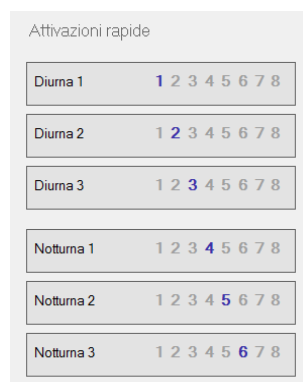 Attivazioni rapide
Diurna 1 1 2 3 4 5 6 7 8
Diurna 2 1 2 3 4 5 6 7 8
Diurna 3 1 2 3 4 5 6 7 8
Notturna 1 1 2 3 4 5 6 7 8
Notturna 2 1 2 3 4 5 6 7 8
Notturna 3 1 2 3 4 5 6 7 8